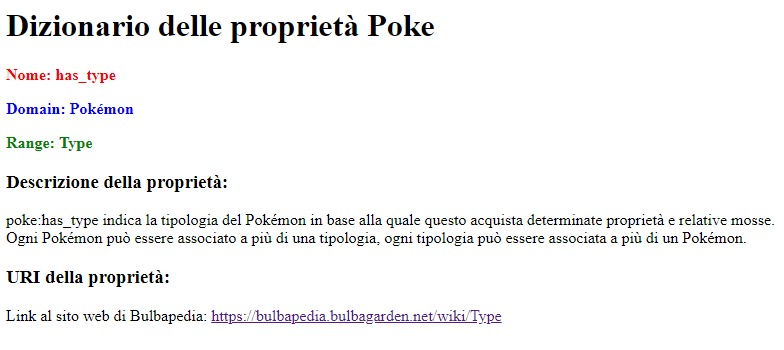 Dizionario delle proprietà Poke
Nome: has_type
Domain: Pokémon
Range: Type
Descrizione della proprietà:
poke:has_type indica la tipologia del Pokémon in base alla quale questo acquista determinate proprietà e relative mosse.
Ogni Pokémon può essere associato a più di una tipologia, ogni tipologia può essere associata a più di un Pokémon.
URI della proprietà:
Link al sito web di Bulbapedia: https://bulbapedia.bulbagarden.net/wiki/Type